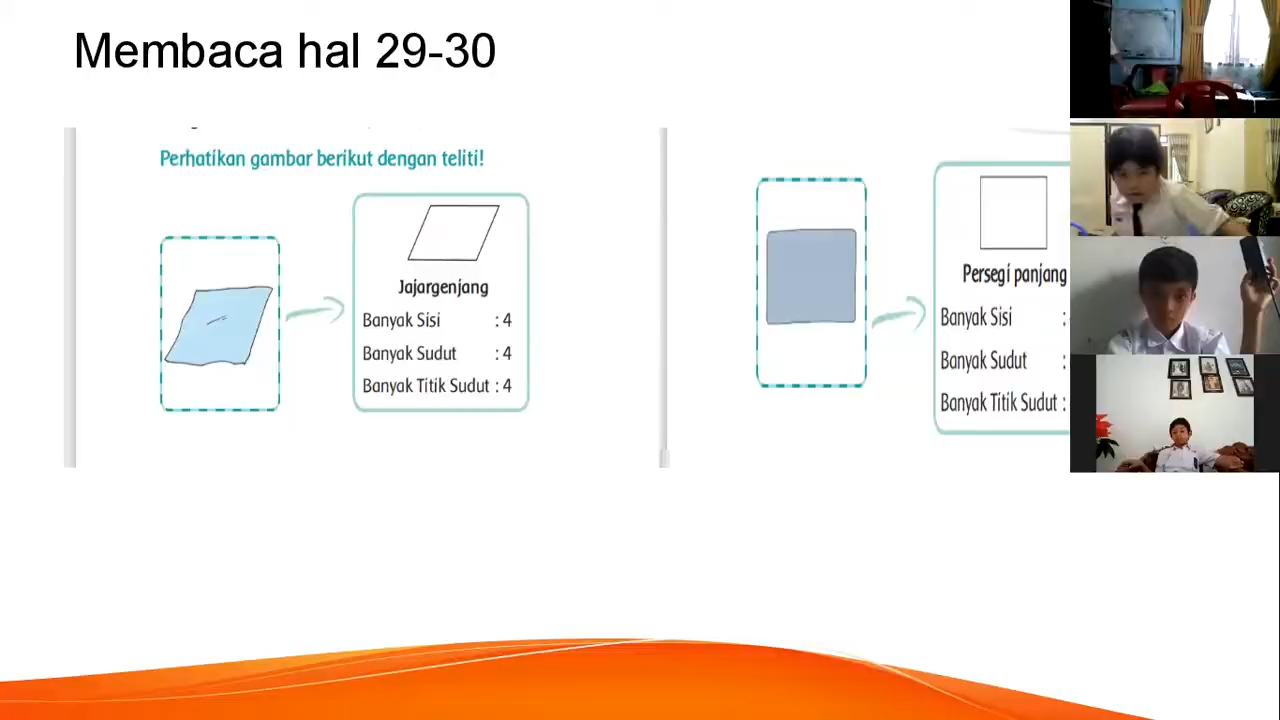 Membaca hal 29-30
Perhatikan gambar berikut dengan teliti!
Jajargenjang
Banyak Sisi : 4
Banyak Sudut : 4
Banyak Titik Sudut : 4
Persegi panjang
Banyak Sisi :
Banyak Sudut :
Banyak Titik Sudut :